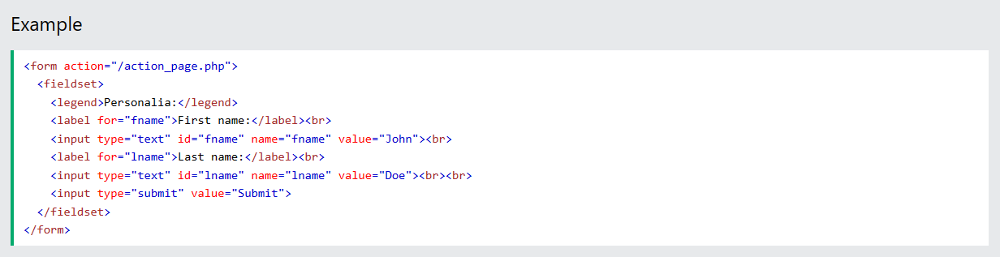 Example
<form action="/action_page.php">
  <fieldset>
    <legend>Personalia:</legend>
    <label for="fname">First name:</label><br>
    <input type="text" id="fname" name="fname" value="John"><br>
    <label for="lname">Last name:</label><br>
    <input type="text" id="lname" name="lname" value="Doe"><br><br>
    <input type="submit" value="Submit">
  </fieldset>
</form>